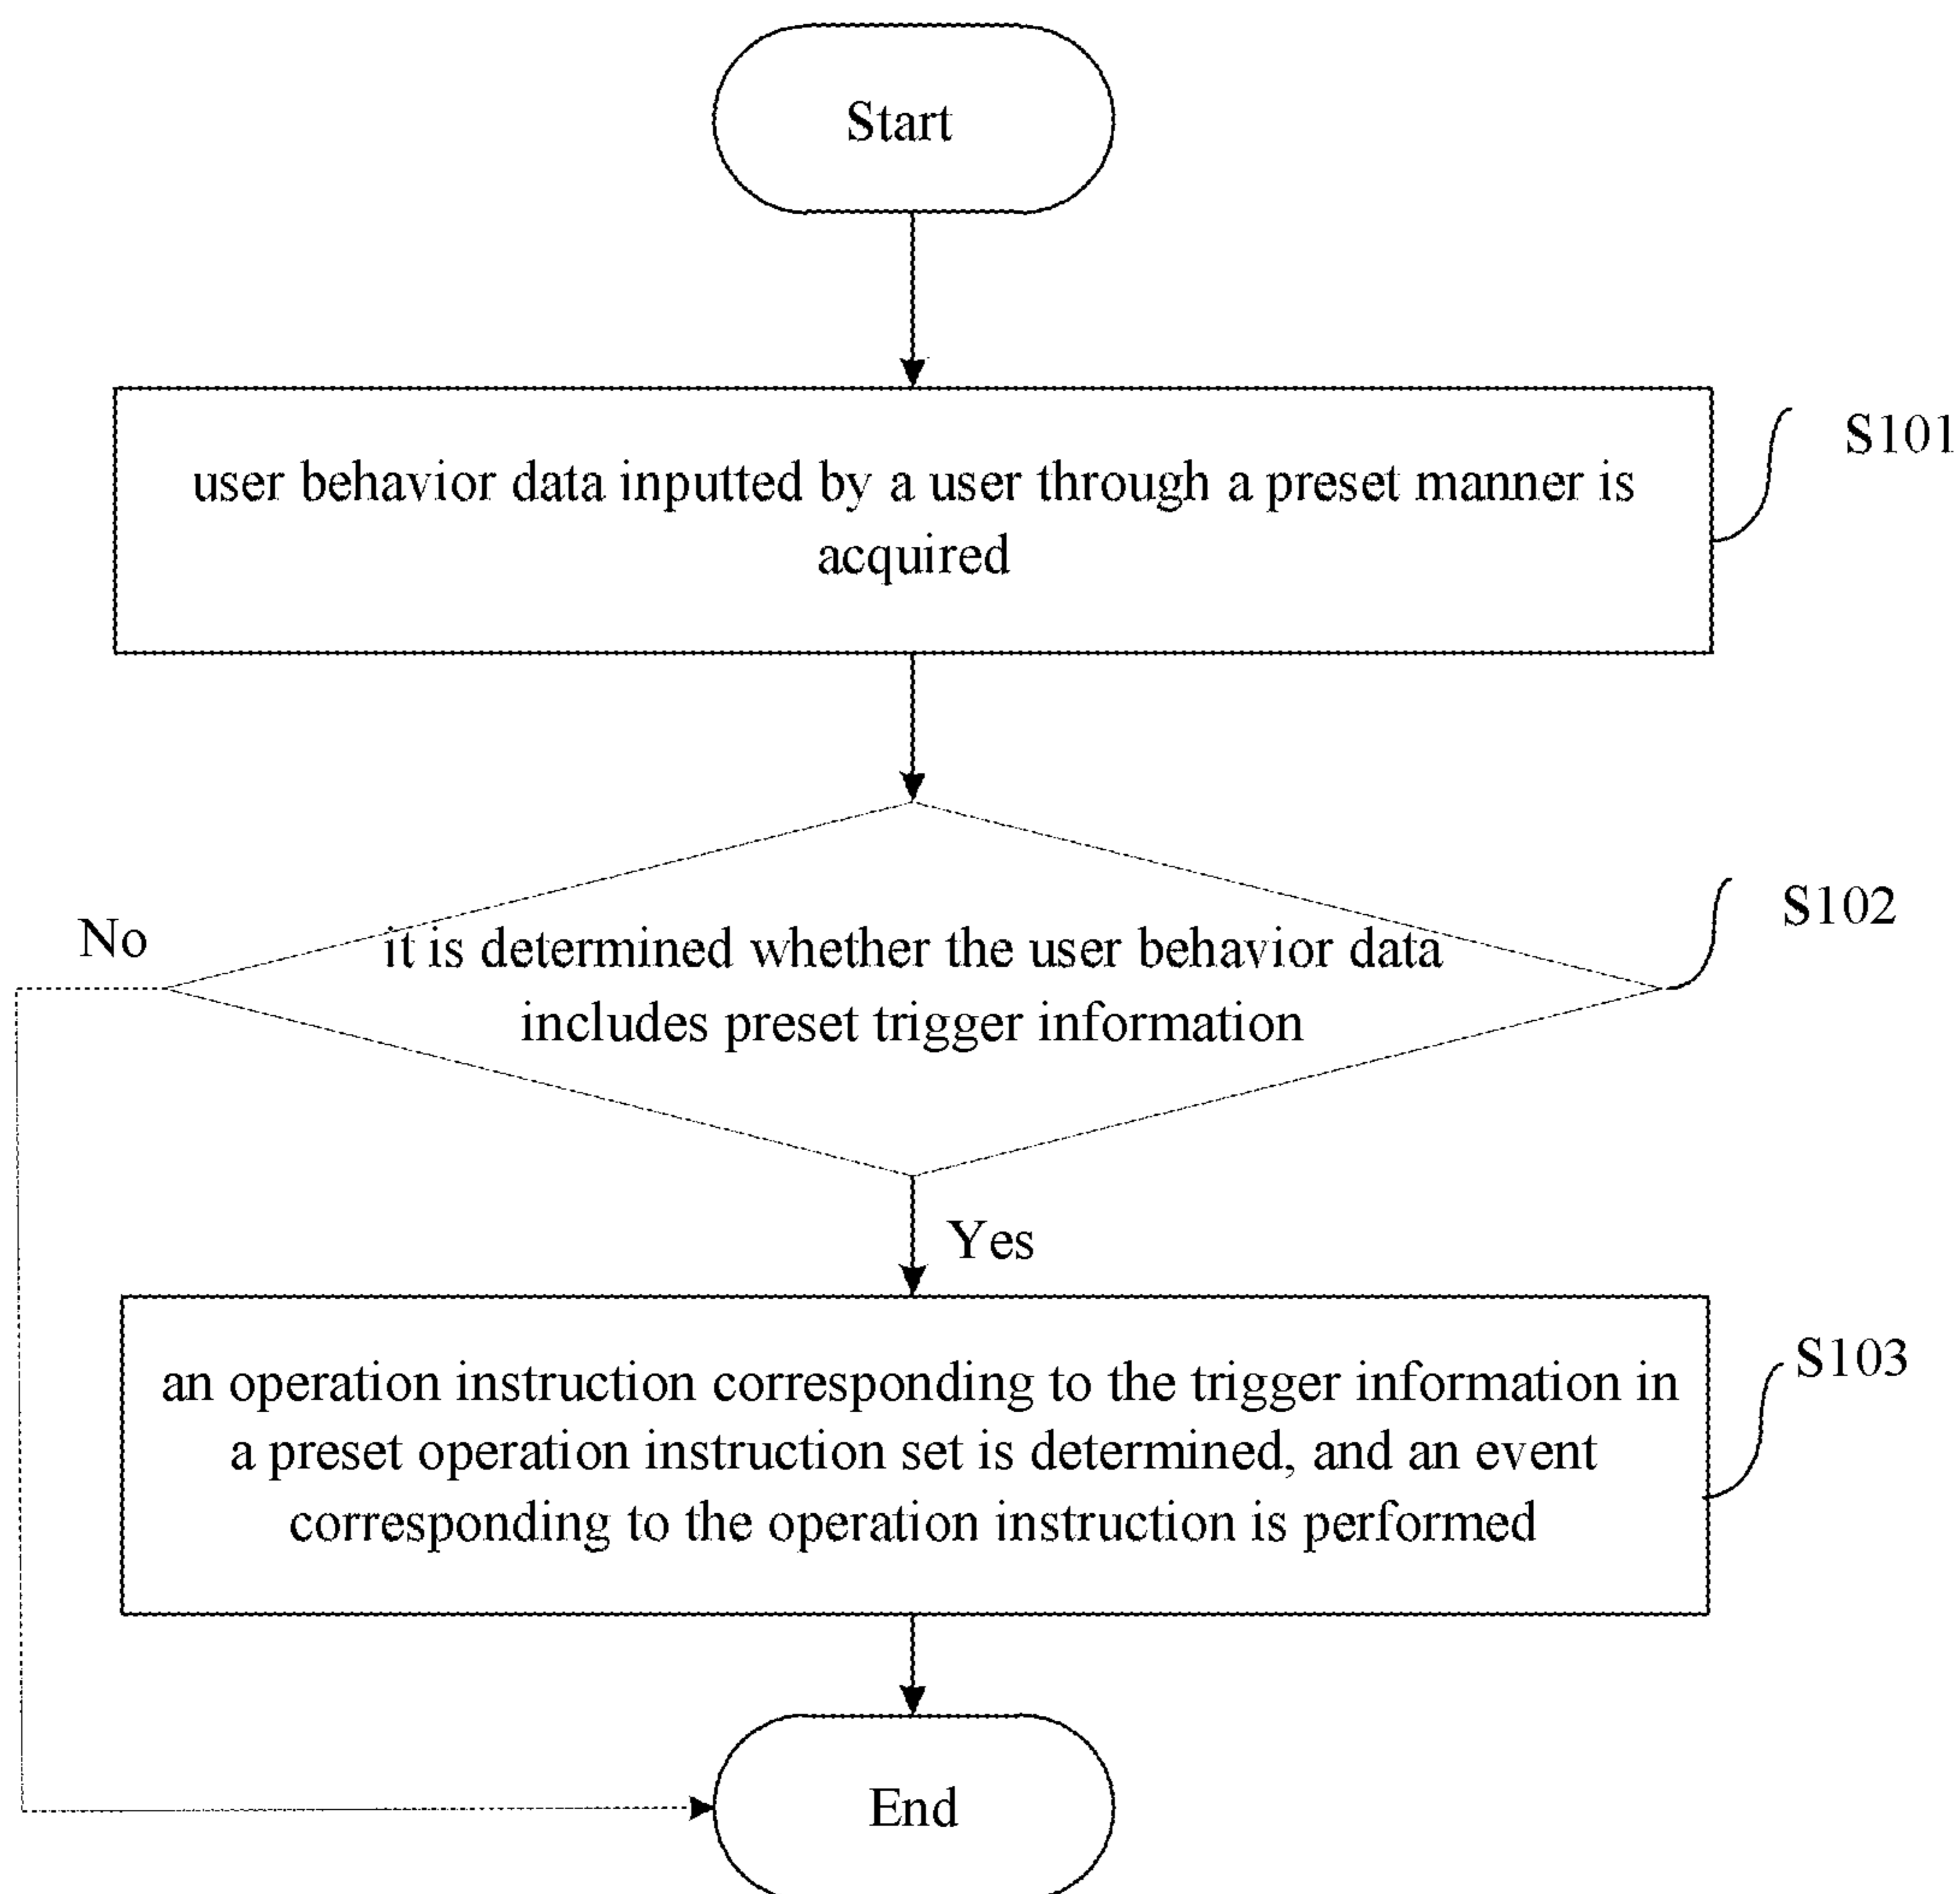 Start
S101
user behavior data inputted by a user through a preset manner is
acquired
S102
No
it is determined whether the user behavior data
includes preset trigger information
Yes
S103
an operation instruction corresponding to the trigger information in
a preset operation instruction set is determined, and an event
corresponding to the operation instruction is performed
End